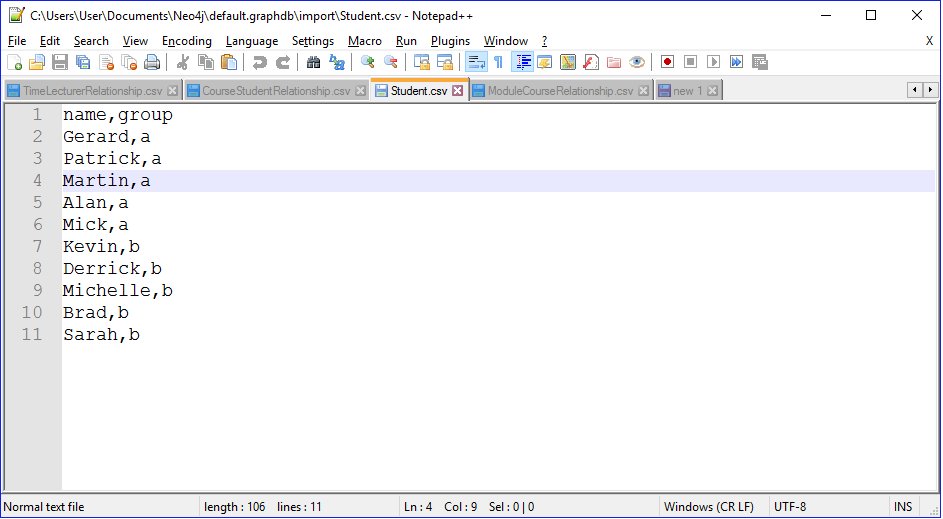 C:\Users\User\Documents\Neo4j\default.graphdb\import\Student.csv - Notepad++
File Edit Search View Encoding Language Settings Macro Run Plugins Window ? X
TimeLecturerRelationship.csv CourseStudentRelationship.csv Student.csv ModuleCourseRelationship.csv new 1
1 name,group
2 Gerard,a
3 Patrick,a
4 Martin,a
5 Alan,a
6 Mick,a
7 Kevin,b
8 Derrick,b
9 Michelle,b
10 Brad,b
11 Sarah,b
Normal text file length : 106 lines : 11 Ln : 4 Col : 9 Sel : 0 | 0 Windows (CR LF) UTF-8 INS